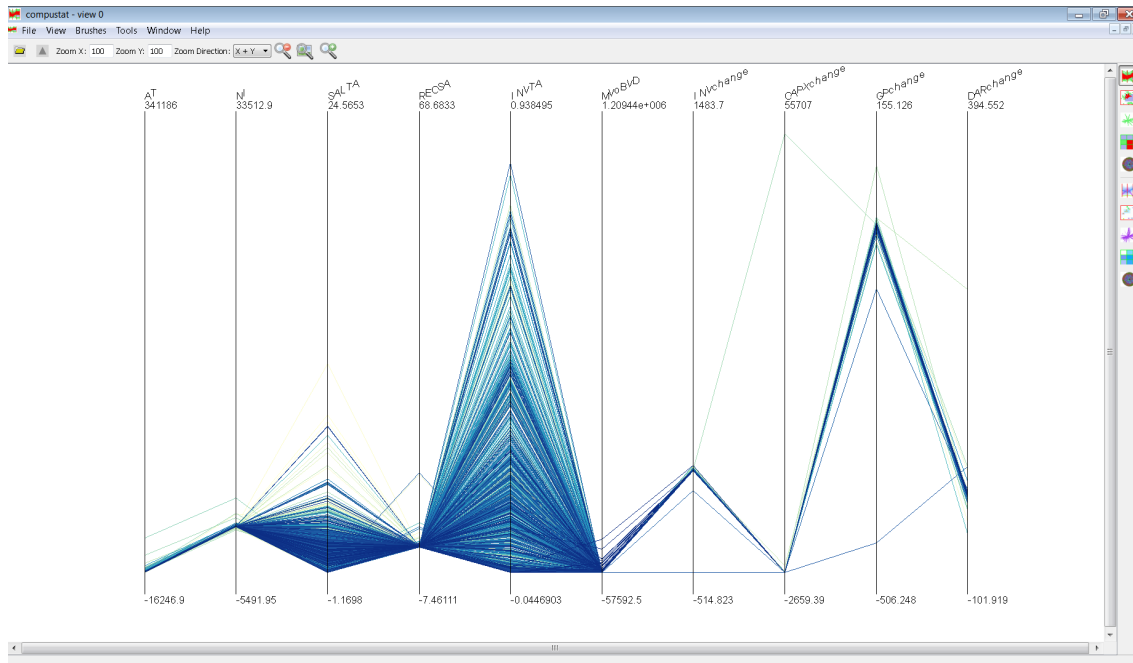 compustat - view 0
File View Brushes Tools Window Help
Zoom X: 100 Zoom Y: 100 Zoom Direction: X + Y
AT NI SALTA RECSA INVTA MVoBVD INVchange CAPXchange GPchange DARchange
341186 33512.9 24.5653 68.6833 0.938495 1.20944e+006 1483.7 55707 155.126 394.552
-16246.9 -5491.95 -1.1698 -7.46111 -0.0446903 -57592.5 -514.823 -2659.39 -506.248 -101.919